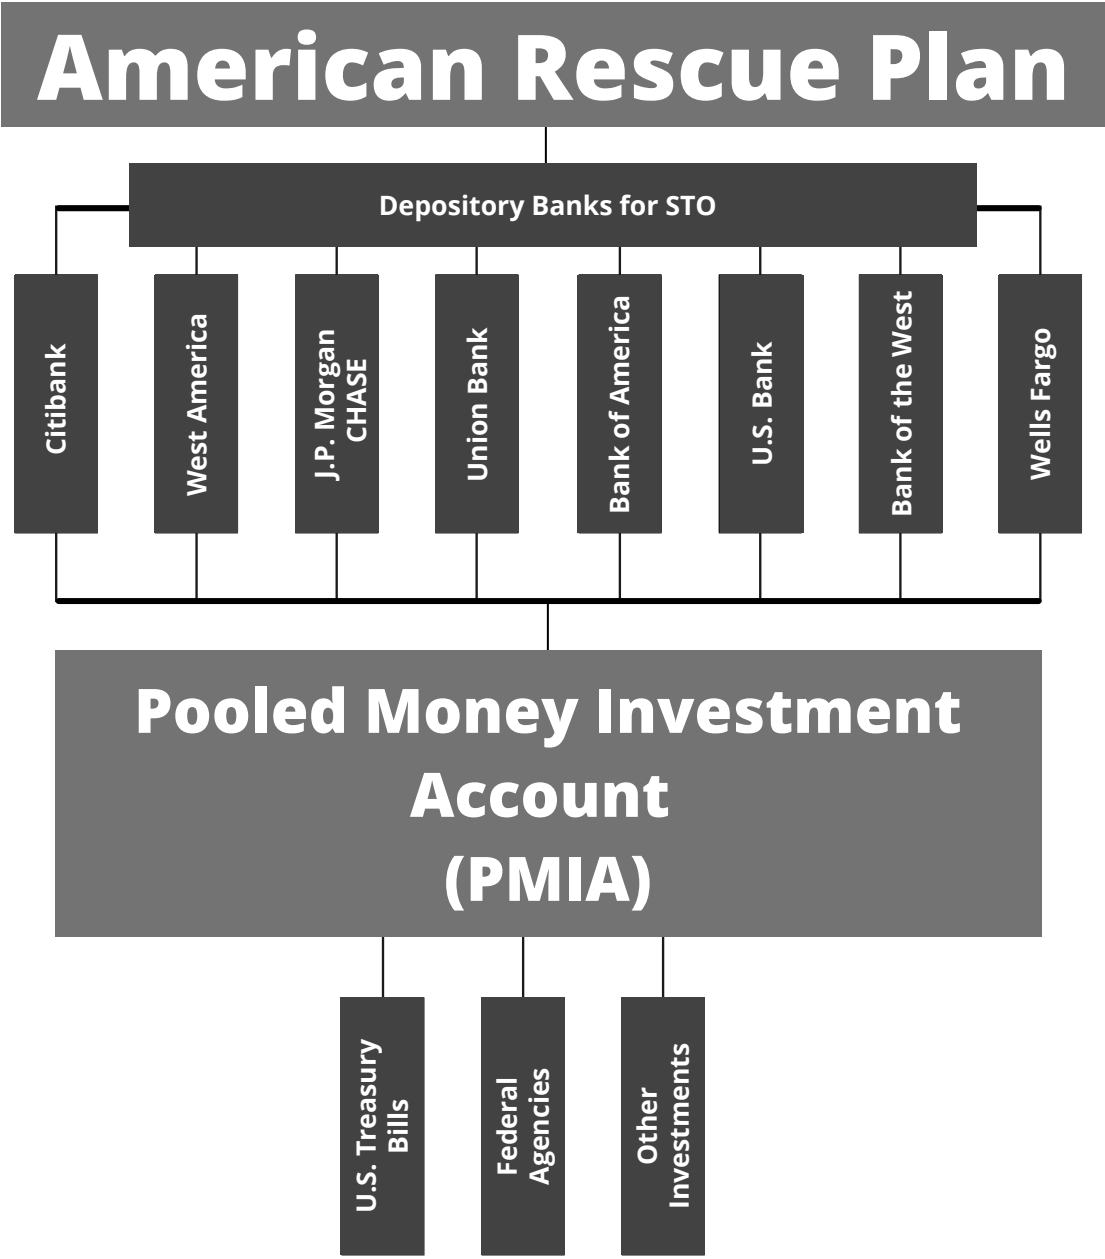 American Rescue Plan
Depository Banks for STO
Citibank
West America
J.P. Morgan
CHASE
Union Bank
Bank of America
U.S. Bank
Bank of the West
Wells Fargo
Pooled Money Investment
Account
(PMIA)
U.S. Treasury
Bills
Federal
Agencies
Other
Investments